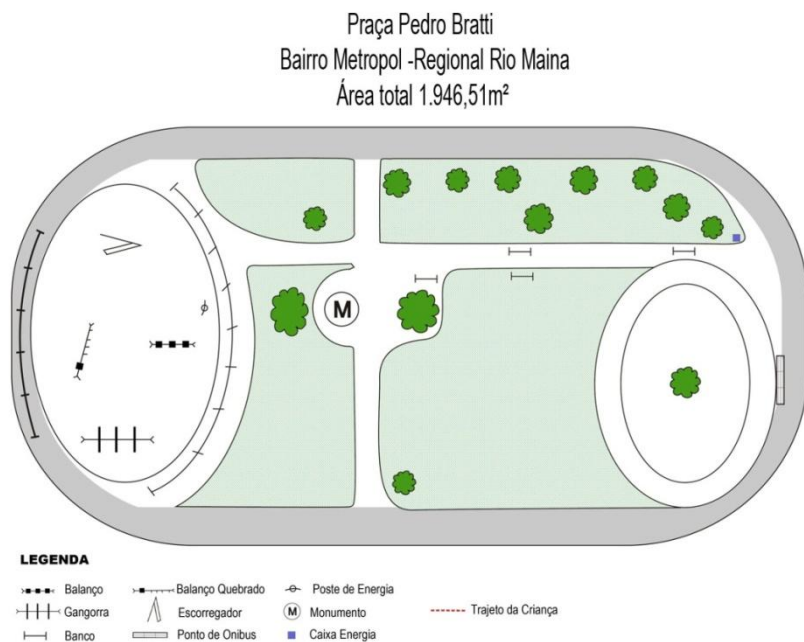 Praça Pedro Bratti
Bairro Metropol -Regional Rio Maina
Área total 1.946,51m²
M
LEGENDA
Balanço
Balanço Quebrado
Poste de Energia
Gangorra
Escorregador
M Monumento
Trajeto da Criança
Banco
Ponto de Onibus
Caixa Energia